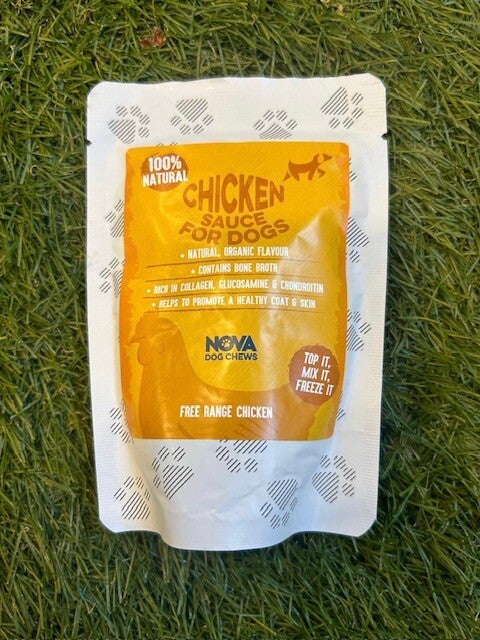 100%
NATURAL
CHICKEN
SAUCE
FOR DOGS
• NATURAL, ORGANIC FLAVOUR
• CONTAINS BONE BROTH
• RICH IN COLLAGEN, GLUCOSAMINE & CHONDROITIN
• HELPS TO PROMOTE A HEALTHY COAT & SKIN
NOVA
DOG CHEWS
TOP IT,
MIX IT,
FREEZE IT
FREE RANGE CHICKEN